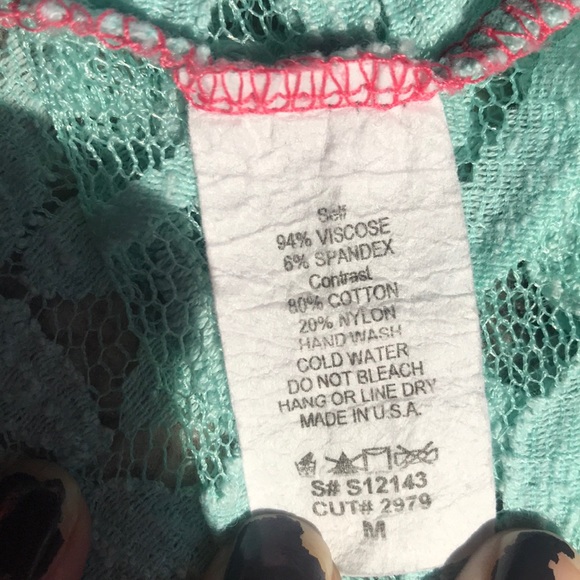 Self
94% VISCOSE
6% SPANDEX
Contrast
80% COTTON
20% NYLON
HAND WASH
COLD WATER
DO NOT BLEACH
HANG OR LINE DRY
MADE IN U.S.A.
S# S12143
CUT# 2979
M